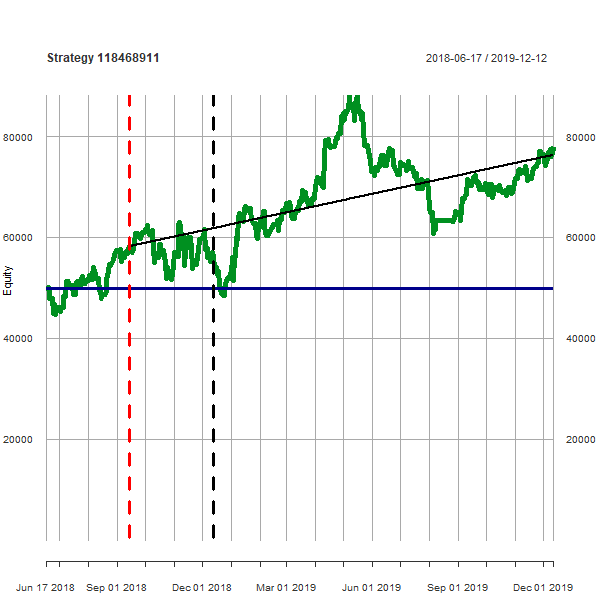 Strategy 118468911 2018-06-17 / 2019-12-12
80000 80000
60000 60000
Equity
40000 40000
20000 20000
Jun 17 2018 Sep 01 2018 Dec 01 2018 Mar 01 2019 Jun 01 2019 Sep 01 2019 Dec 01 2019